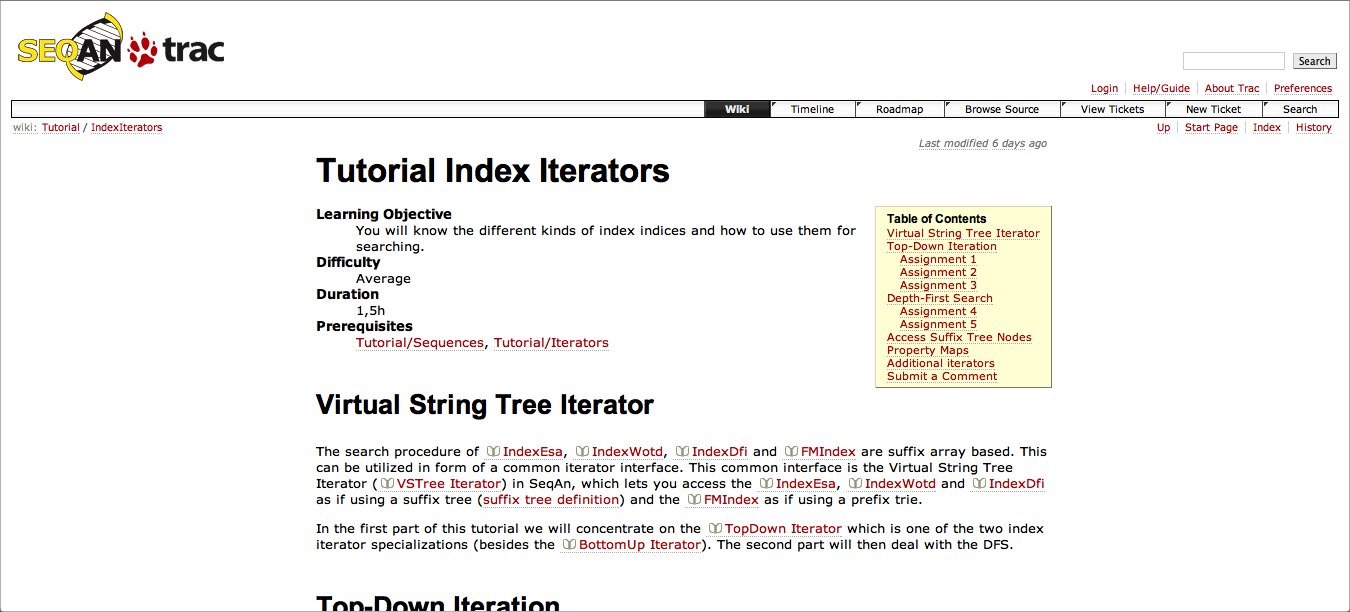 SEQAN trac
Search
Login Help/Guide About Trac Preferences
Wiki Timeline Roadmap Browse Source View Tickets New Ticket Search
wiki: Tutorial / IndexIterators
Up Start Page Index History
Last modified 6 days ago
Tutorial Index Iterators
Learning Objective
You will know the different kinds of index indices and how to use them for
searching.
Difficulty
Average
Duration
1,5h
Prerequisites
Tutorial/Sequences, Tutorial/Iterators
Table of Contents
Virtual String Tree Iterator
Top-Down Iteration
Assignment 1
Assignment 2
Assignment 3
Depth-First Search
Assignment 4
Assignment 5
Access Suffix Tree Nodes
Property Maps
Additional iterators
Submit a Comment
Virtual String Tree Iterator
The search procedure of IndexEsa, IndexWotd, IndexDfi and FMIndex are suffix array based. This
can be utilized in form of a common iterator interface. This common interface is the Virtual String Tree
Iterator (VSTree Iterator) in SeqAn, which lets you access the IndexEsa, IndexWotd and IndexDfi
as if using a suffix tree (suffix tree definition) and the FMIndex as if using a prefix trie.
In the first part of this tutorial we will concentrate on the TopDown Iterator which is one of the two index
iterator specializations (besides the BottomUp Iterator). The second part will then deal with the DFS.
Top-Down Iteration